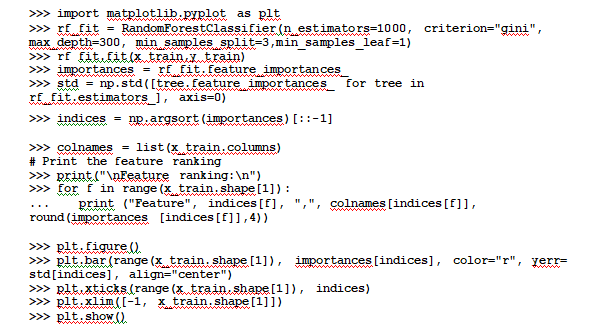 >>> import matplotlib.pyplot as plt
>>> rf_fit = RandomForestClassifier(n_estimators=1000, criterion="gini",
max_depth=300, min_samples_split=3,min_samples_leaf=1)
>>> rf_fit.fit(x_train,y_train)
>>> importances = rf_fit.feature_importances_
>>> std = np.std([tree.feature_importances_ for tree in
rf_fit.estimators_], axis=0)
>>> indices = np.argsort(importances)[::-1]
>>> colnames = list(x_train.columns)
# Print the feature ranking
>>> print("\nFeature ranking:\n")
>>> for f in range(x_train.shape[1]):
... print ("Feature", indices[f], ",", colnames[indices[f]],
round(importances [indices[f]],4))
>>> plt.figure()
>>> plt.bar(range(x_train.shape[1]), importances[indices], color="r", yerr=
std[indices], align="center")
>>> plt.xticks(range(x_train.shape[1]), indices)
>>> plt.xlim([-1, x_train.shape[1]])
>>> plt.show()